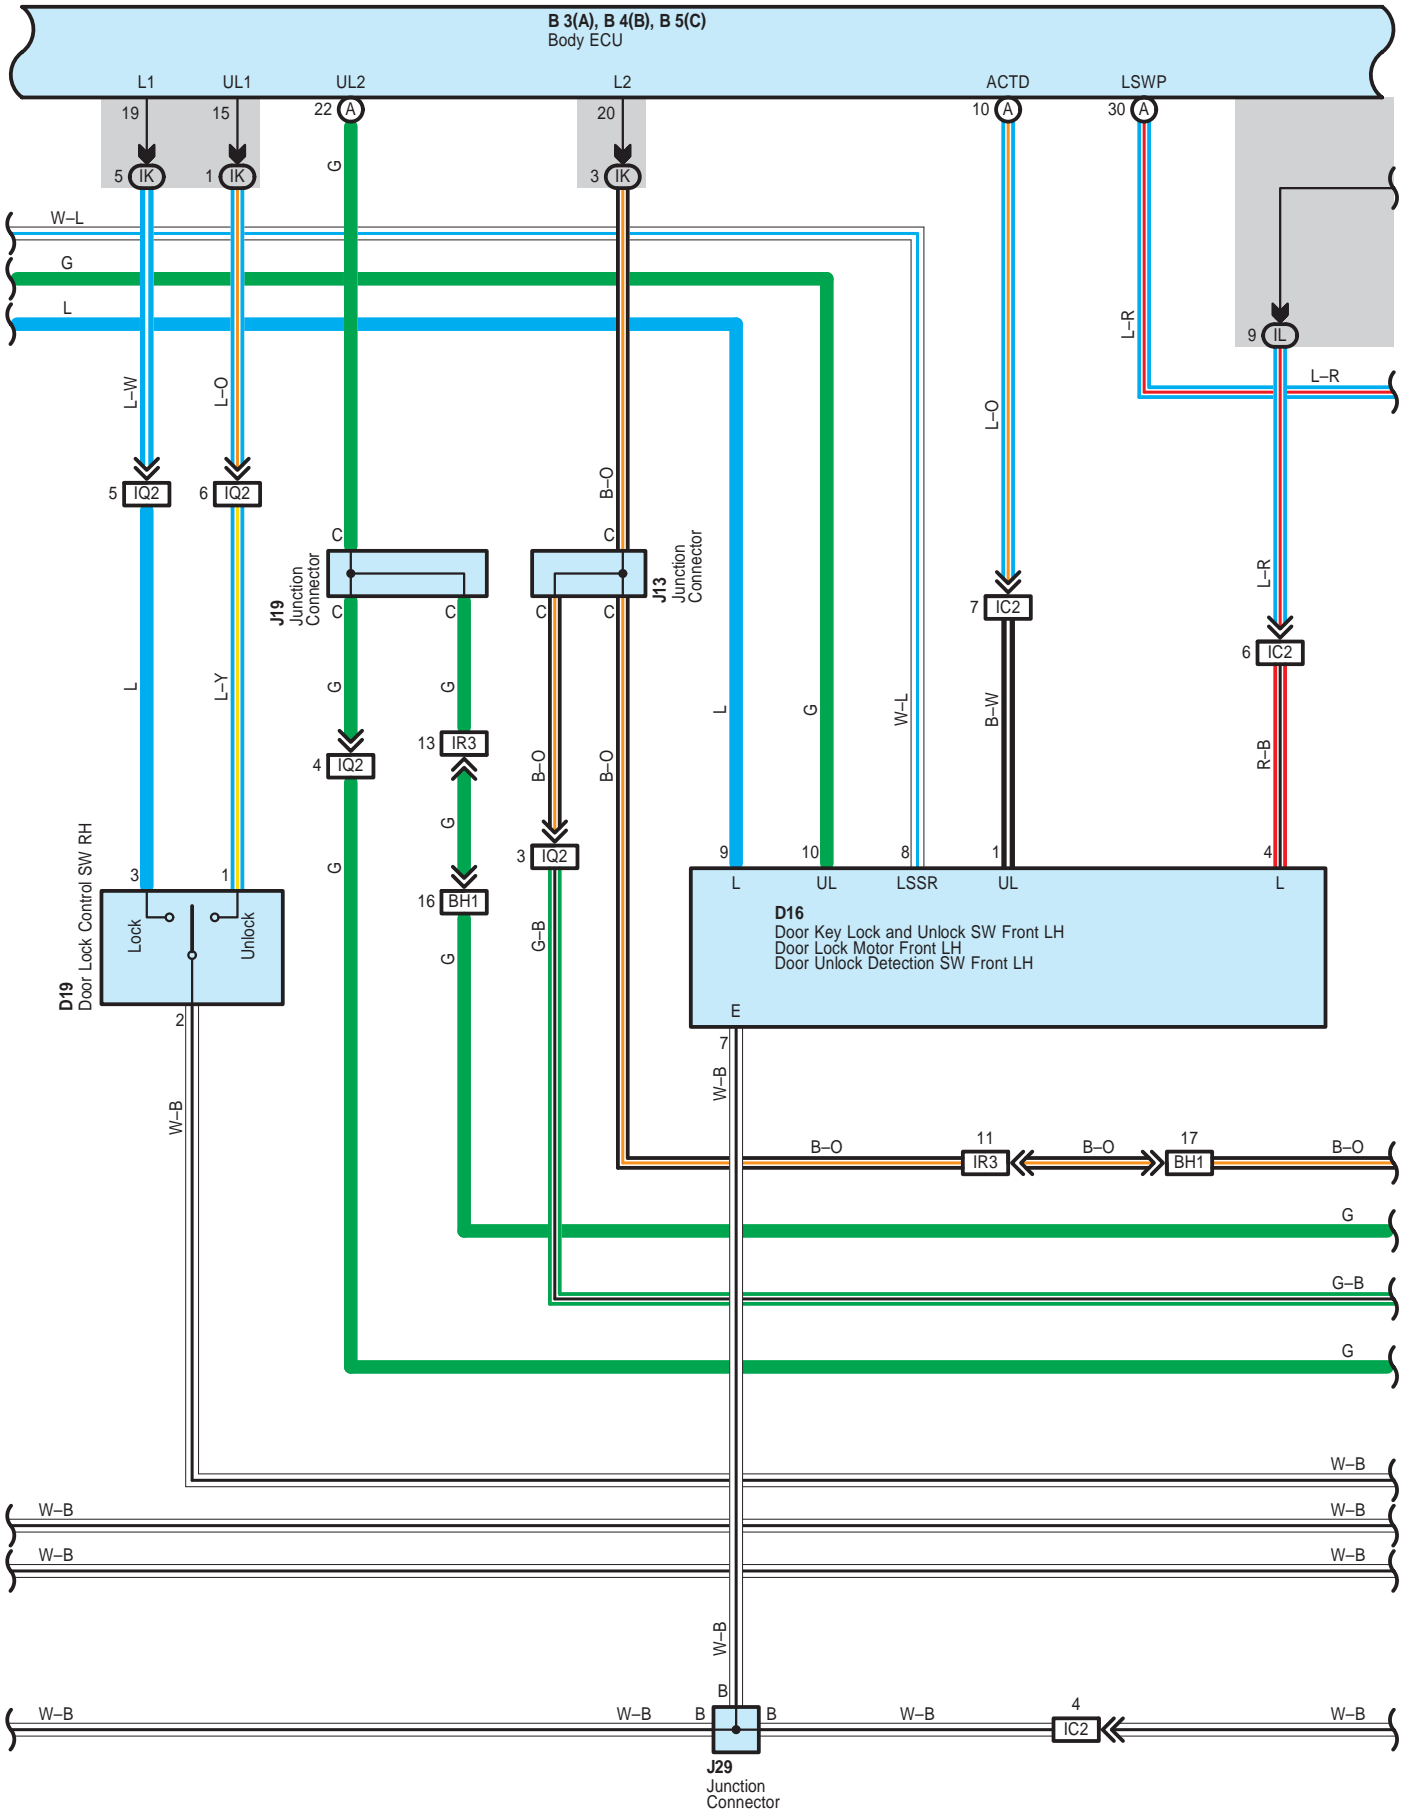 B 3(A), B 4(B), B 5(C)
Body ECU
L1 UL1 UL2 L2 ACTD LSWP
19 15 22 A 20 10 A 30 A
5 IK 1 IK G 3 IK
W–L
G
L
9 IL
L–R
L–R
L–W L–O L–O
B–O
5 IQ2 6 IQ2
C C
J19
Junction
Connector
J13
Junction
Connector
L–R
C C C C
7 IC2
6 IC2
L L–Y G G L G W–L B–W
13 IR3
4 IQ2
B–O B–O R–B
G
3 IQ2
9 10 8 1 4
D19
Door Lock Control SW RH
3 1
G
16 BH1
L UL LSSR UL L
Lock Unlock
G G–B
D16
Door Key Lock and Unlock SW Front LH
Door Lock Motor Front LH
Door Unlock Detection SW Front LH
E
2 7
W–B W–B
B–O 11 IR3 B–O 17 BH1 B–O
G
G–B
G
W–B
W–B W–B
W–B W–B
W–B
B
W–B W–B B B W–B 4 IC2 W–B
J29
Junction
Connector